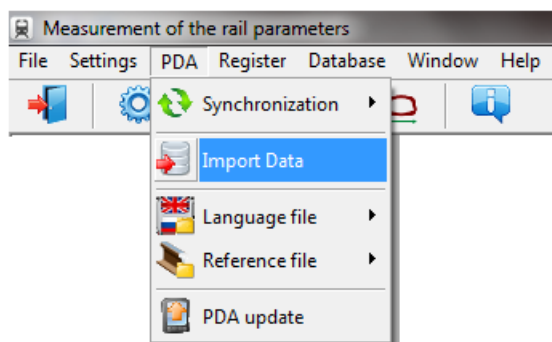 Measurement of the rail parameters
File Settings PDA Register Database Window Help
Synchronization
Import Data
Language file
Reference file
PDA update